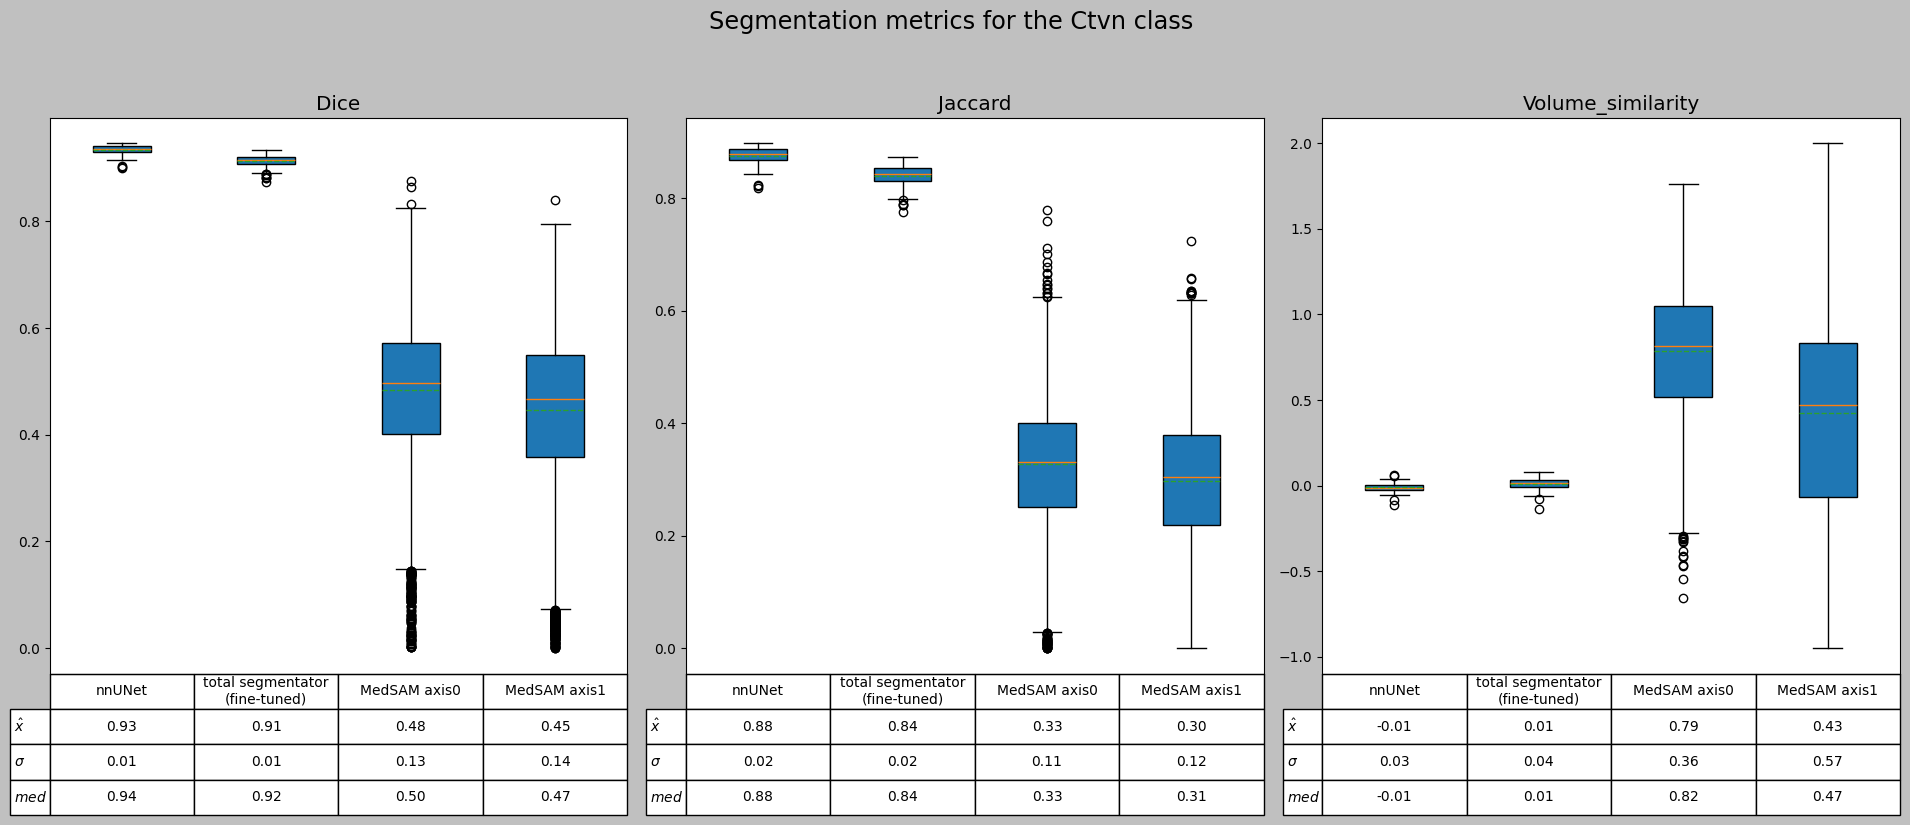 Segmentation metrics for the Ctvn class
Dice
0.8
0.6
0.4
0.2
0.0
nnUNet total segmentator (fine-tuned) MedSAM axis0 MedSAM axis1
x̂ 0.93 0.91 0.48 0.45
σ 0.01 0.01 0.13 0.14
med 0.94 0.92 0.50 0.47
Jaccard
0.8
0.6
0.4
0.2
0.0
nnUNet total segmentator (fine-tuned) MedSAM axis0 MedSAM axis1
x̂ 0.88 0.84 0.33 0.30
σ 0.02 0.02 0.11 0.12
med 0.88 0.84 0.33 0.31
Volume_similarity
2.0
1.5
1.0
0.5
0.0
−0.5
−1.0
nnUNet total segmentator (fine-tuned) MedSAM axis0 MedSAM axis1
x̂ -0.01 0.01 0.79 0.43
σ 0.03 0.04 0.36 0.57
med -0.01 0.01 0.82 0.47